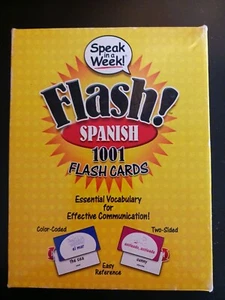 Speak
in a
Week!
Flash!
SPANISH
1001
FLASH CARDS
Essential Vocabulary
for
Effective Communication!
Color-Coded
Two-Sided
el mar
the sea
Easy
Reference